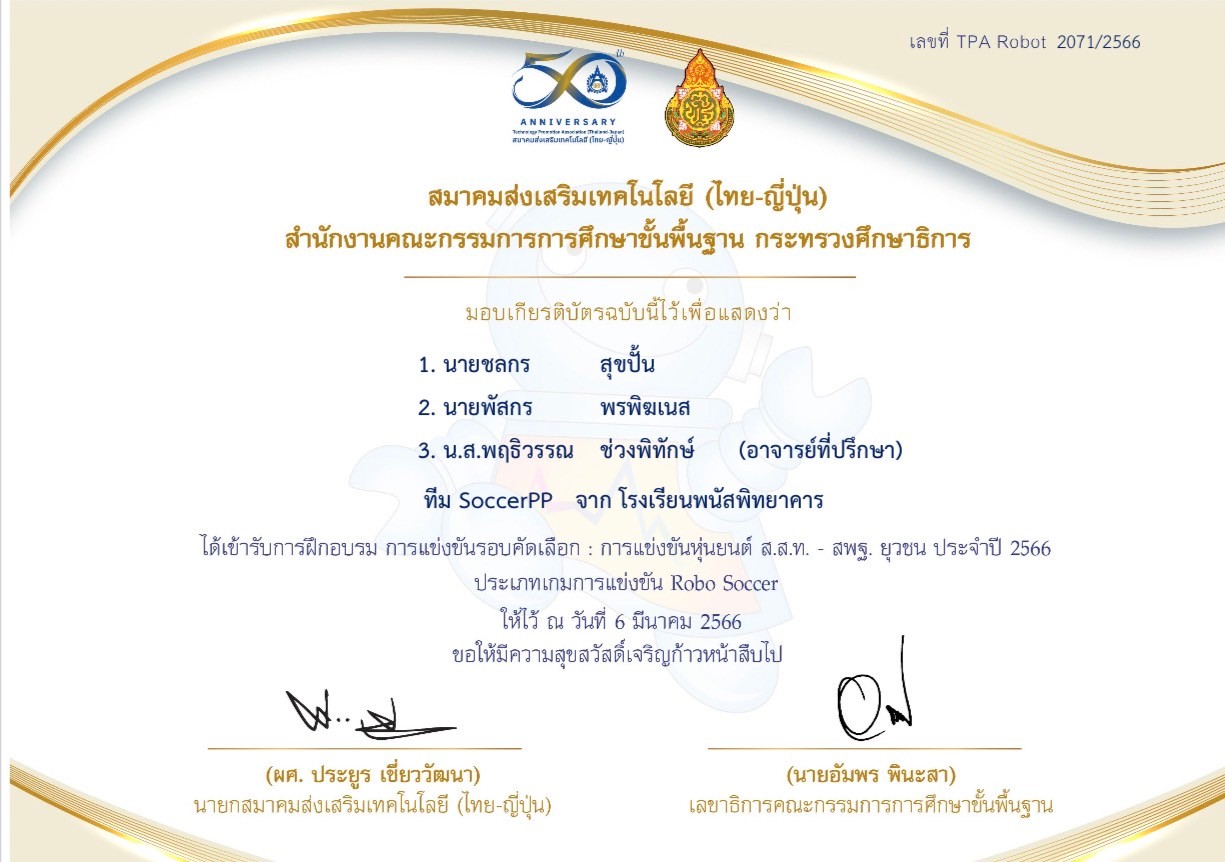 เลขที่ TPA Robot 2071/2566
50th
ANNIVERSARY
Technology Promotion Association (Thailand-Japan)
สมาคมส่งเสริมเทคโนโลยี (ไทย-ญี่ปุ่น)
สมาคมส่งเสริมเทคโนโลยี (ไทย-ญี่ปุ่น)
สำนักงานคณะกรรมการการศึกษาขั้นพื้นฐาน กระทรวงศึกษาธิการ
มอบเกียรติบัตรฉบับนี้ไว้เพื่อแสดงว่า
1. นายชลกร สุขปั้น
2. นายพัสกร พรพิฆเนส
3. น.ส.พฤธิวรรณ ช่วงพิทักษ์ (อาจารย์ที่ปรึกษา)
ทีม SoccerPP จาก โรงเรียนพนัสพิทยาคาร
ได้เข้ารับการฝึกอบรม การแข่งขันรอบคัดเลือก : การแข่งขันหุ่นยนต์ ส.ส.ท. - สพฐ. ยุวชน ประจำปี 2566
ประเภทเกมการแข่งขัน Robo Soccer
ให้ไว้ ณ วันที่ 6 มีนาคม 2566
ขอให้มีความสุขสวัสดิ์เจริญก้าวหน้าสืบไป
(ผศ. ประยูร เชี่ยววัฒนา) (นายอัมพร พินะสา)
นายกสมาคมส่งเสริมเทคโนโลยี (ไทย-ญี่ปุ่น) เลขาธิการคณะกรรมการการศึกษาขั้นพื้นฐาน